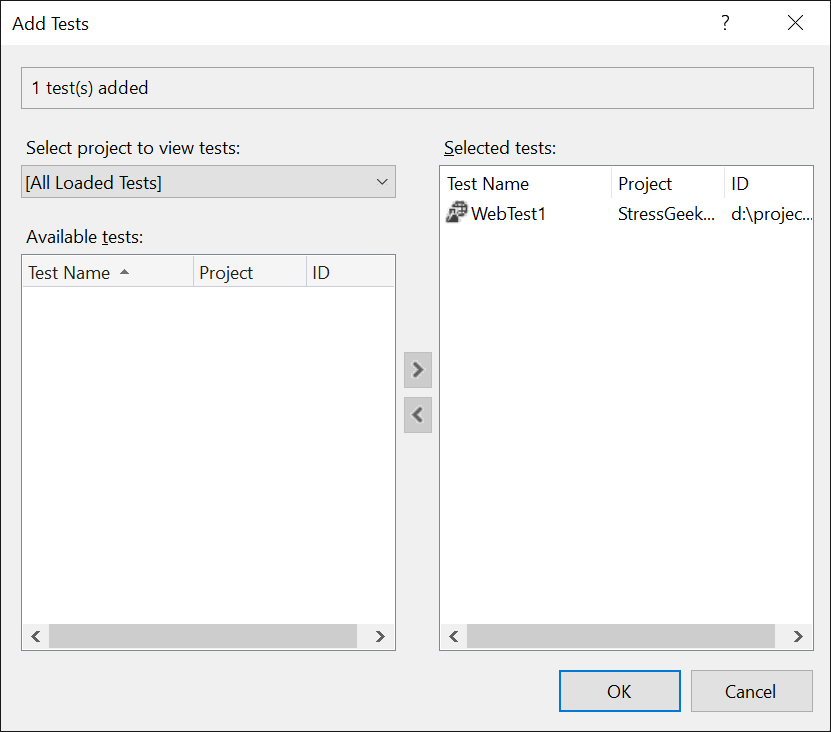 Add Tests
?
1 test(s) added
Select project to view tests:
[All Loaded Tests]
Available tests:
Test Name Project ID
Selected tests:
Test Name Project ID
WebTest1 StressGeek... d:\projec...
OK Cancel